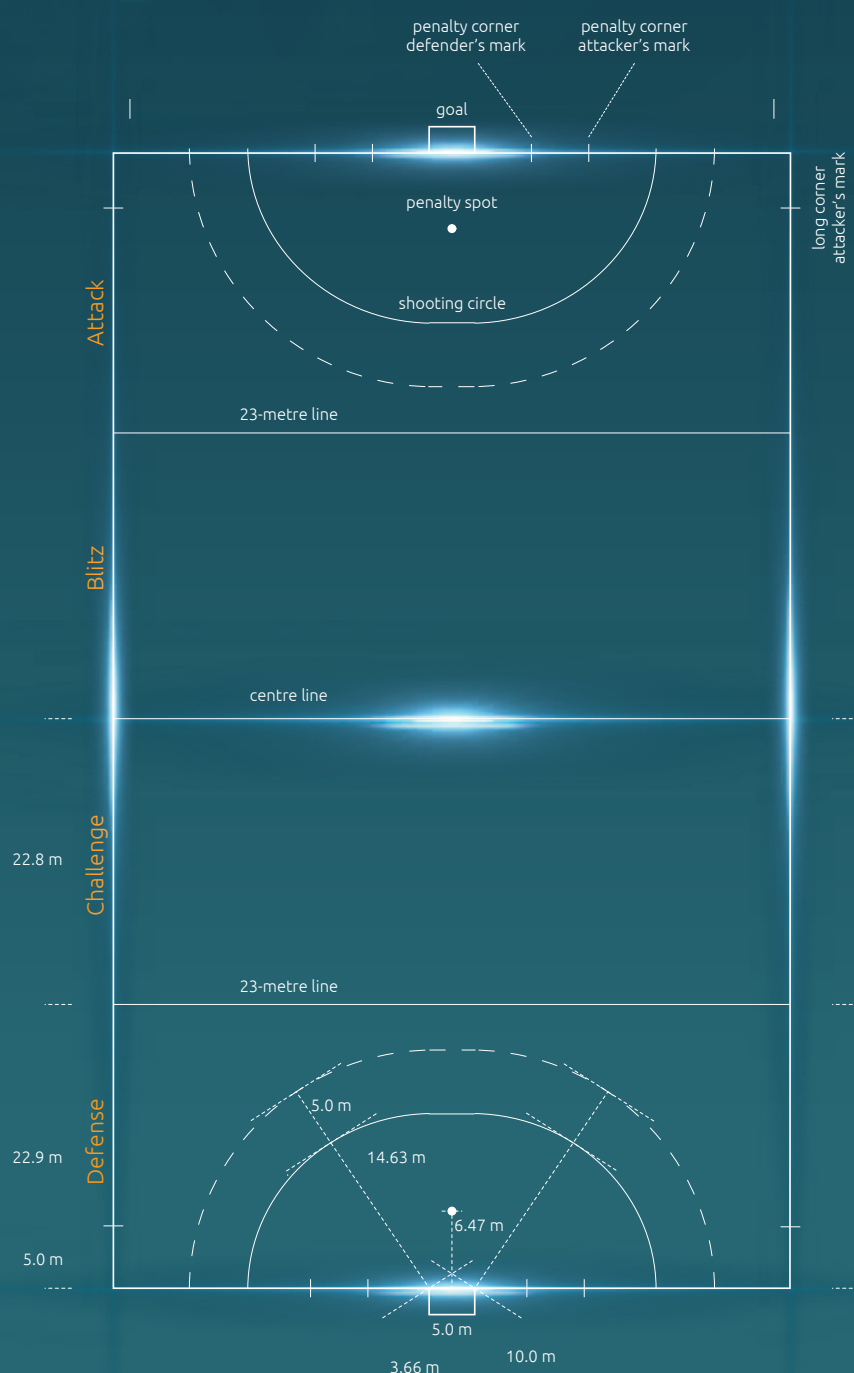 penalty corner
defender's mark
penalty corner
attacker's mark
goal
long corner
attacker's mark
penalty spot
shooting circle
Attack
23-metre line
Blitz
centre line
Challenge
22.8 m
23-metre line
Defense
5.0 m
14.63 m
22.9 m
6.47 m
5.0 m
5.0 m
10.0 m
3.66 m